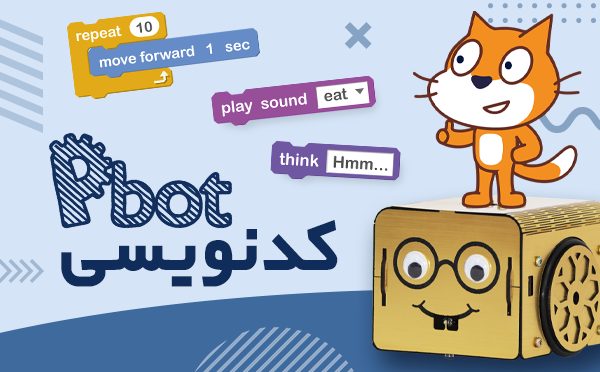 repeat 10
move forward 1 sec
play sound eat
think Hmm...
Pbot
کدنویسی